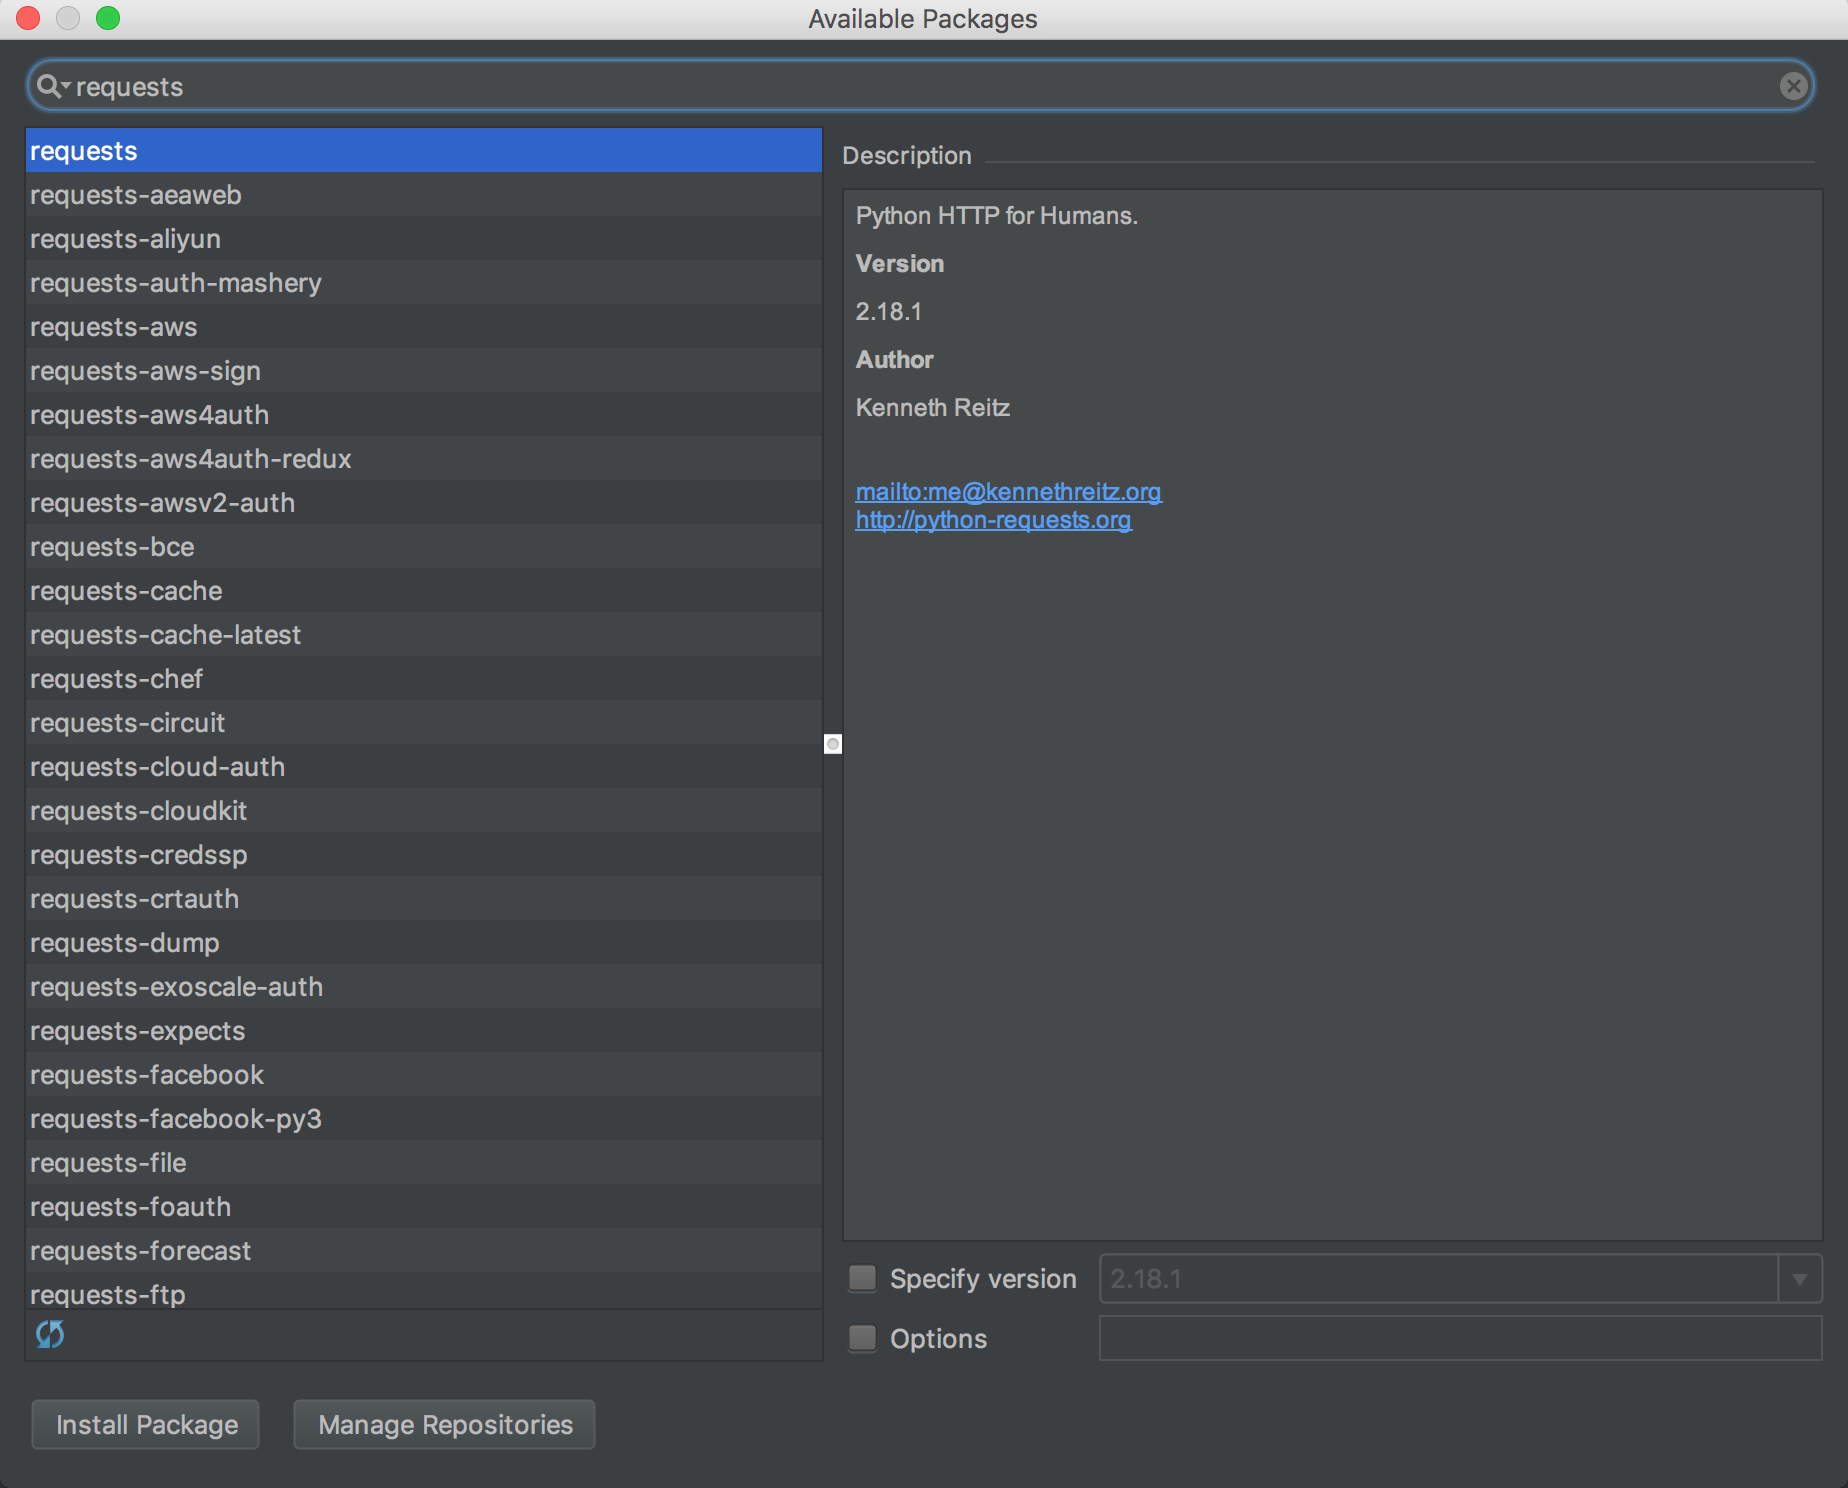 Available Packages
requests
requests
requests-aeaweb
requests-aliyun
requests-auth-mashery
requests-aws
requests-aws-sign
requests-aws4auth
requests-aws4auth-redux
requests-awsv2-auth
requests-bce
requests-cache
requests-cache-latest
requests-chef
requests-circuit
requests-cloud-auth
requests-cloudkit
requests-credssp
requests-crtauth
requests-dump
requests-exoscale-auth
requests-expects
requests-facebook
requests-facebook-py3
requests-file
requests-foauth
requests-forecast
requests-ftp
Description
Python HTTP for Humans.
Version
2.18.1
Author
Kenneth Reitz
mailto:me@kennethreitz.org
http://python-requests.org
Specify version 2.18.1
Options
Install Package Manage Repositories